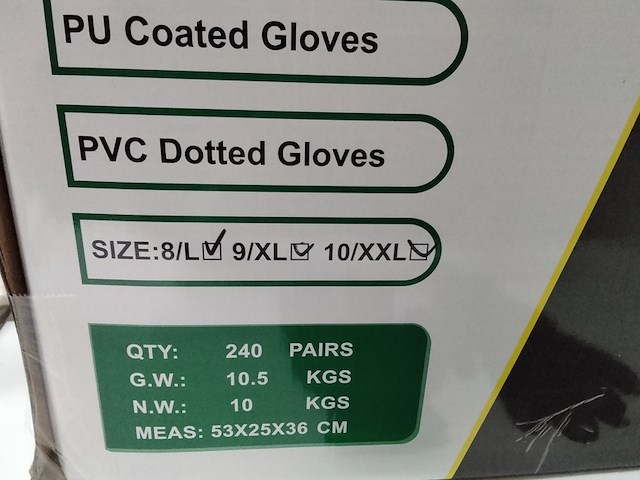 PU Coated Gloves
PVC Dotted Gloves
SIZE:8/L☑ 9/XL☑ 10/XXL☑
QTY: 240 PAIRS
G.W.: 10.5 KGS
N.W.: 10 KGS
MEAS: 53X25X36 CM